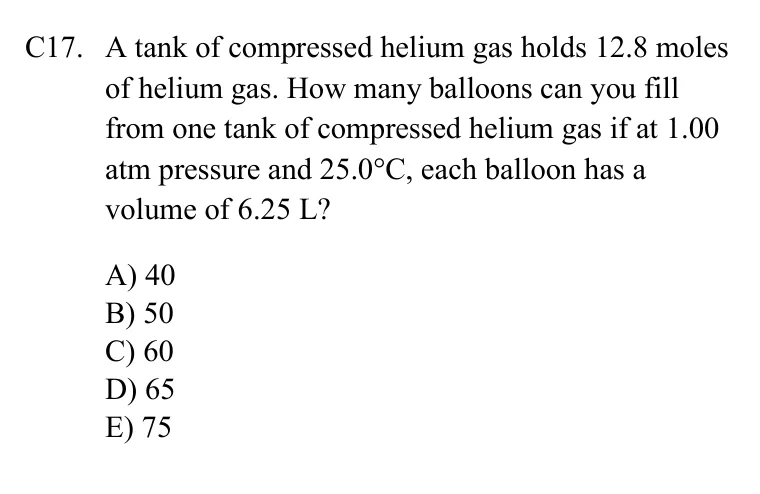 C17. A tank of compressed helium gas holds 12.8 moles
of helium gas. How many balloons can you fill
from one tank of compressed helium gas if at 1.00
atm pressure and 25.0°C, each balloon has a
volume of 6.25 L?
A) 40
B) 50
C) 60
D) 65
E) 75